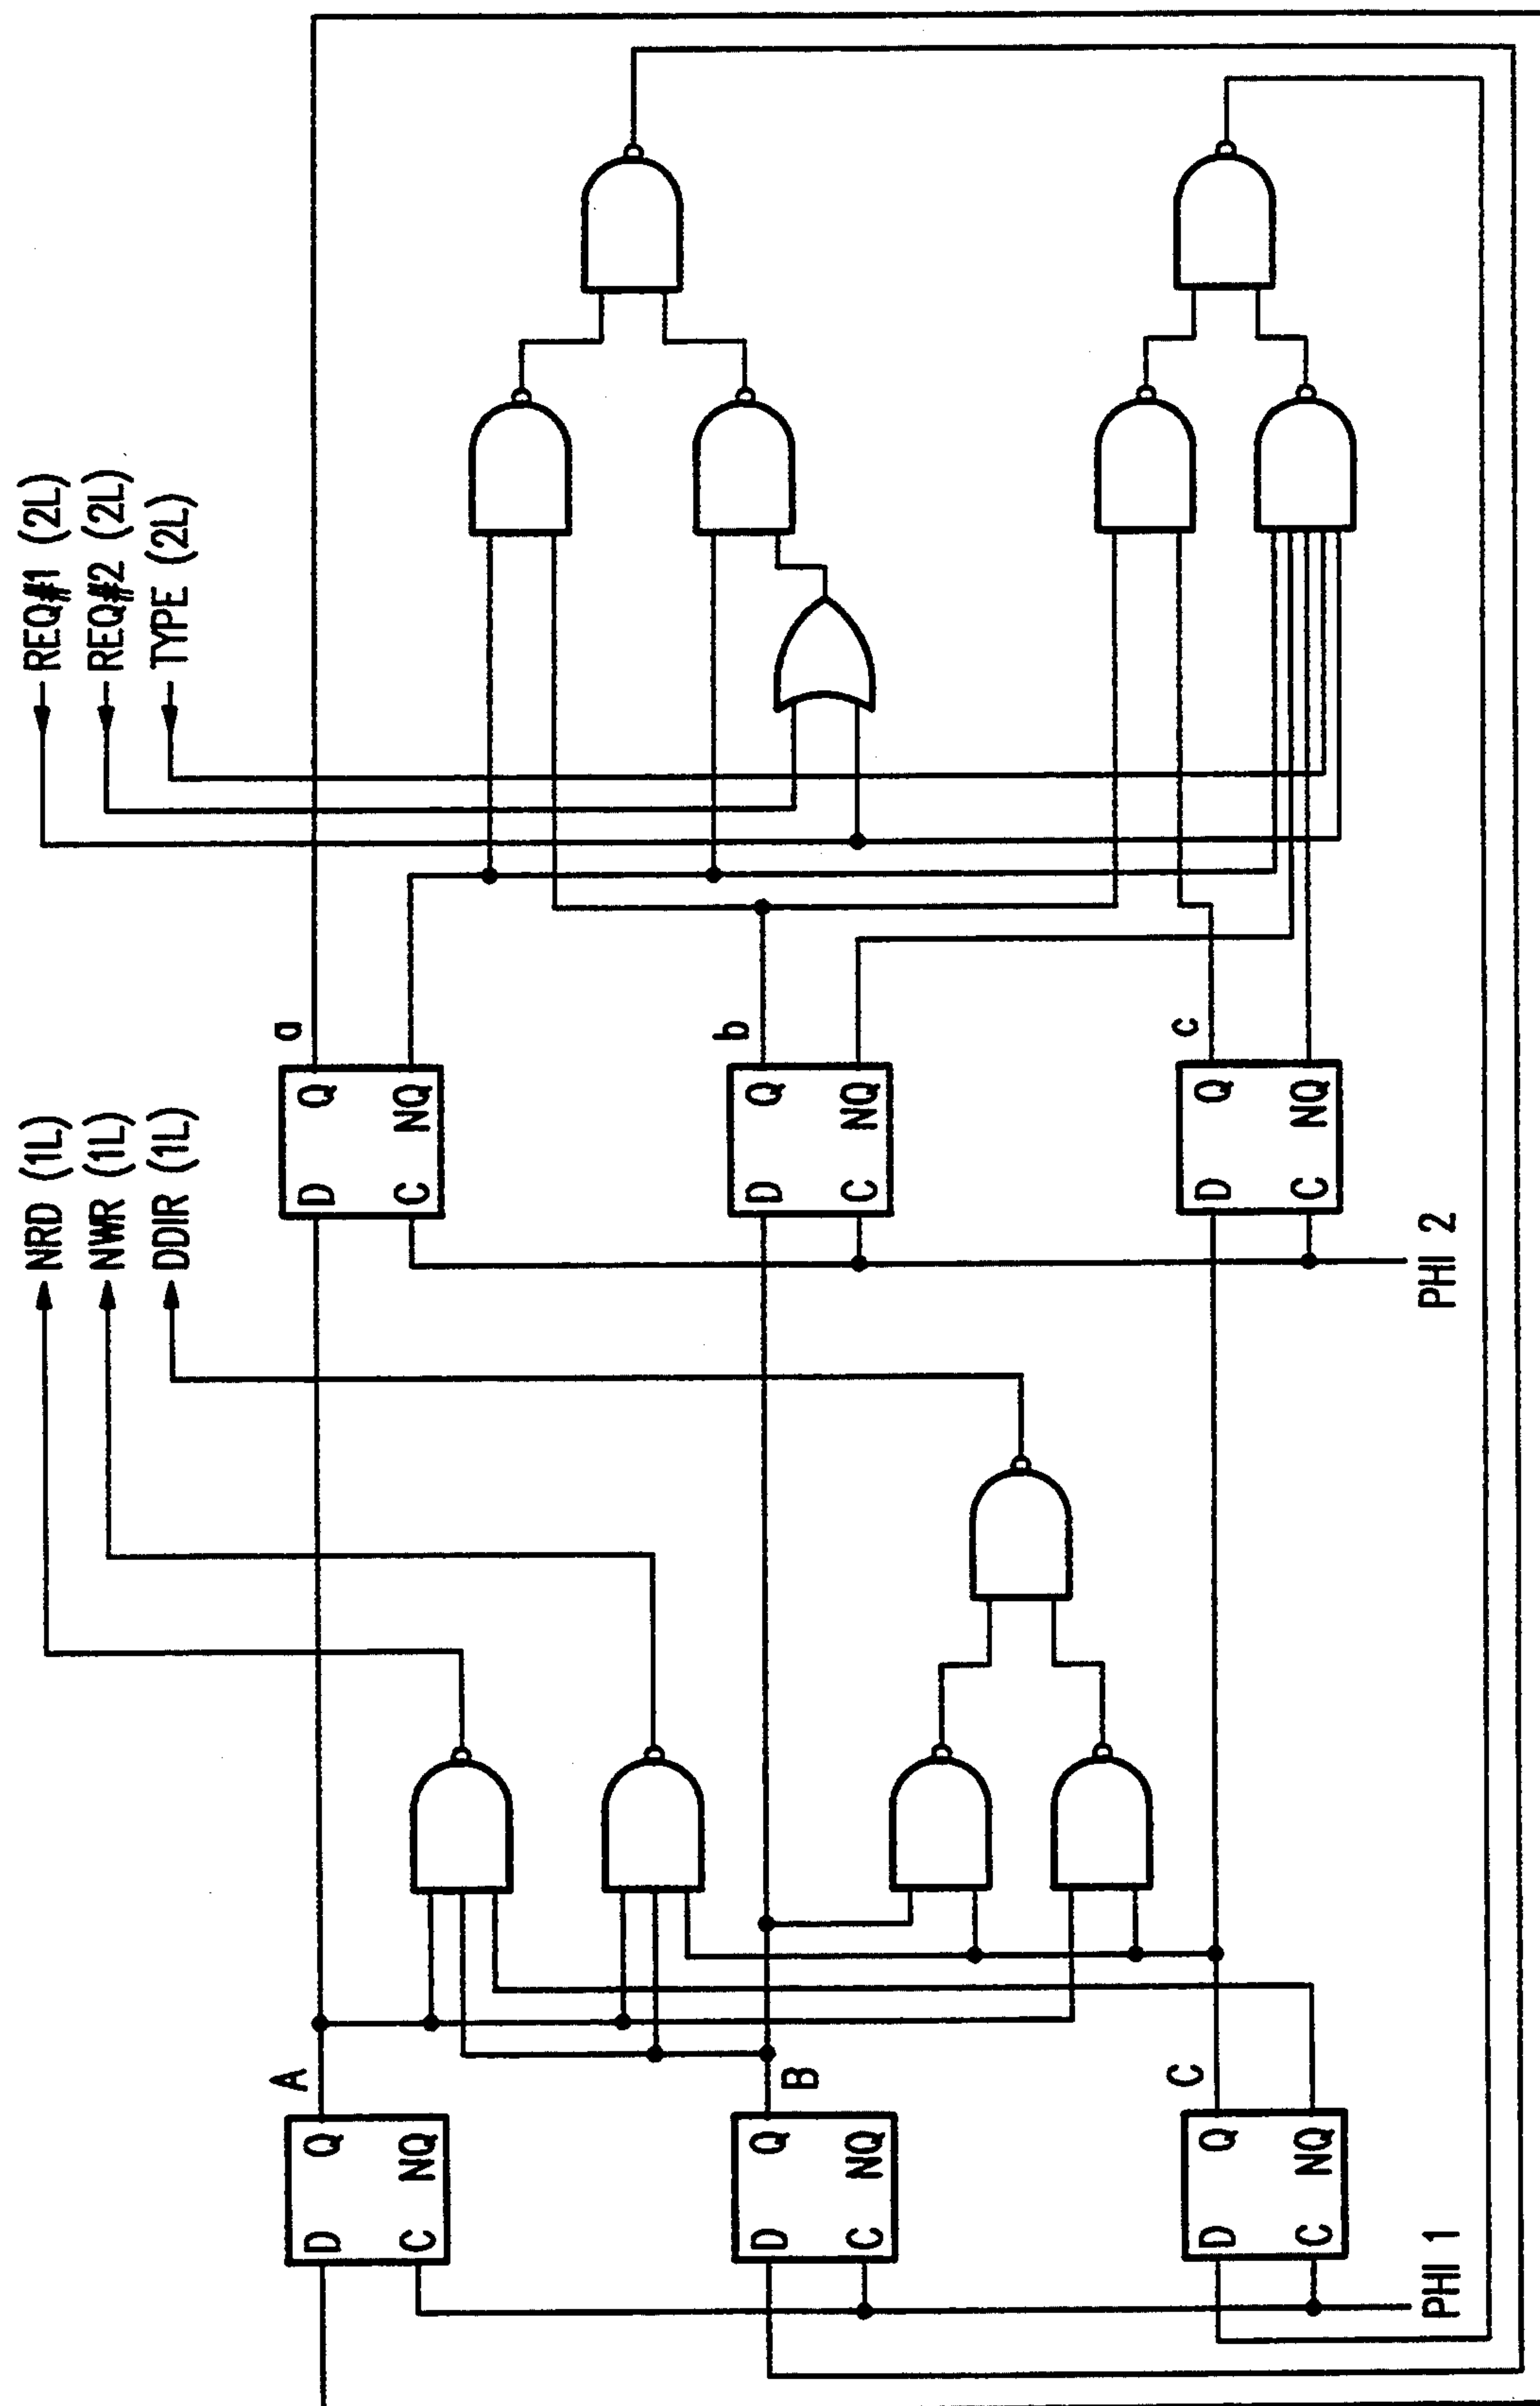 NRD (1L)
NWR (1L)
DDIR (1L)
REQ#1 (2L)
REQ#2 (2L)
TYPE (2L)
A
D Q
C NQ
a
D Q
C NQ
B
D Q
C NQ
b
D Q
C NQ
C
D Q
C NQ
c
D Q
C NQ
PHI 1
PHI 2